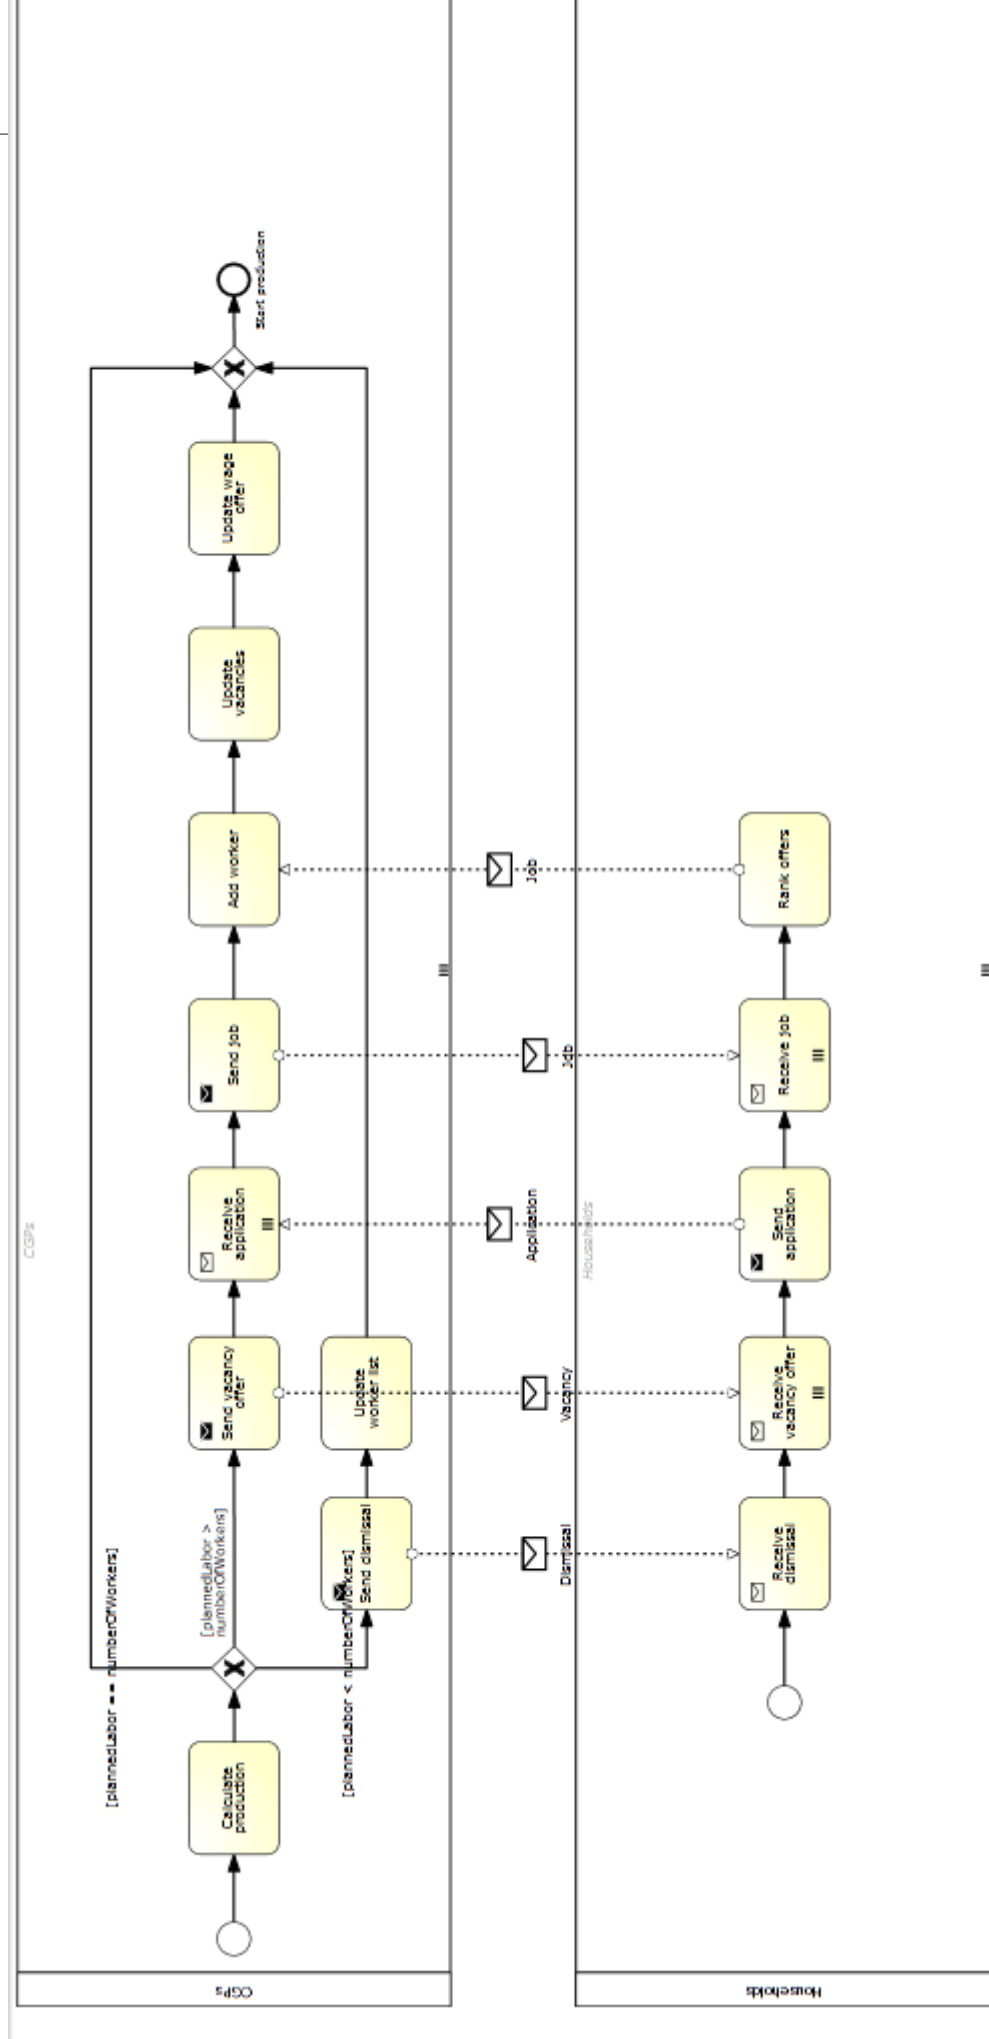 CGPs
CGPs
Calculate
production
[plannedLabor == numberOfWorkers]
[plannedLabor >
numberOfWorkers]
[plannedLabor < numberOfWorkers]
Send vacancy
offer
Receive
application
Send job
Add worker
Update
vacancies
Update wage
offer
Start production
Send dismissal
Update
worker list
Dismissal
Vacancy
Application
Job
Job
Households
Households
Receive
dismissal
Receive
vacancy offer
Send
application
Receive job
Rank offers